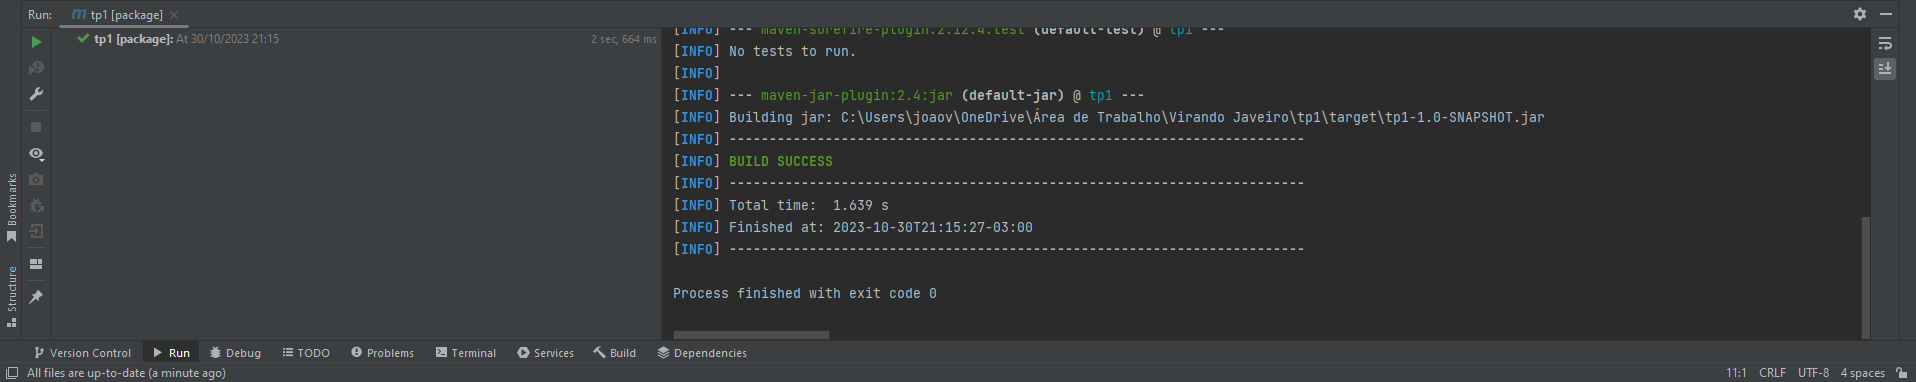 Run: tp1 [package]
tp1 [package]: At 30/10/2023 21:15 2 sec, 664 ms
[INFO] --- maven-surefire-plugin:2.12.4:test (default-test) @ tp1 ---
[INFO] No tests to run.
[INFO]
[INFO] --- maven-jar-plugin:2.4:jar (default-jar) @ tp1 ---
[INFO] Building jar: C:\Users\joaov\OneDrive\Área de Trabalho\Virando Javeiro\tp1\target\tp1-1.0-SNAPSHOT.jar
[INFO] ------------------------------------------------------------------------
[INFO] BUILD SUCCESS
[INFO] ------------------------------------------------------------------------
[INFO] Total time:  1.639 s
[INFO] Finished at: 2023-10-30T21:15:27-03:00
[INFO] ------------------------------------------------------------------------
Process finished with exit code 0
Bookmarks
Structure
Version Control Run Debug TODO Problems Terminal Services Build Dependencies
All files are up-to-date (a minute ago) 11:1 CRLF UTF-8 4 spaces